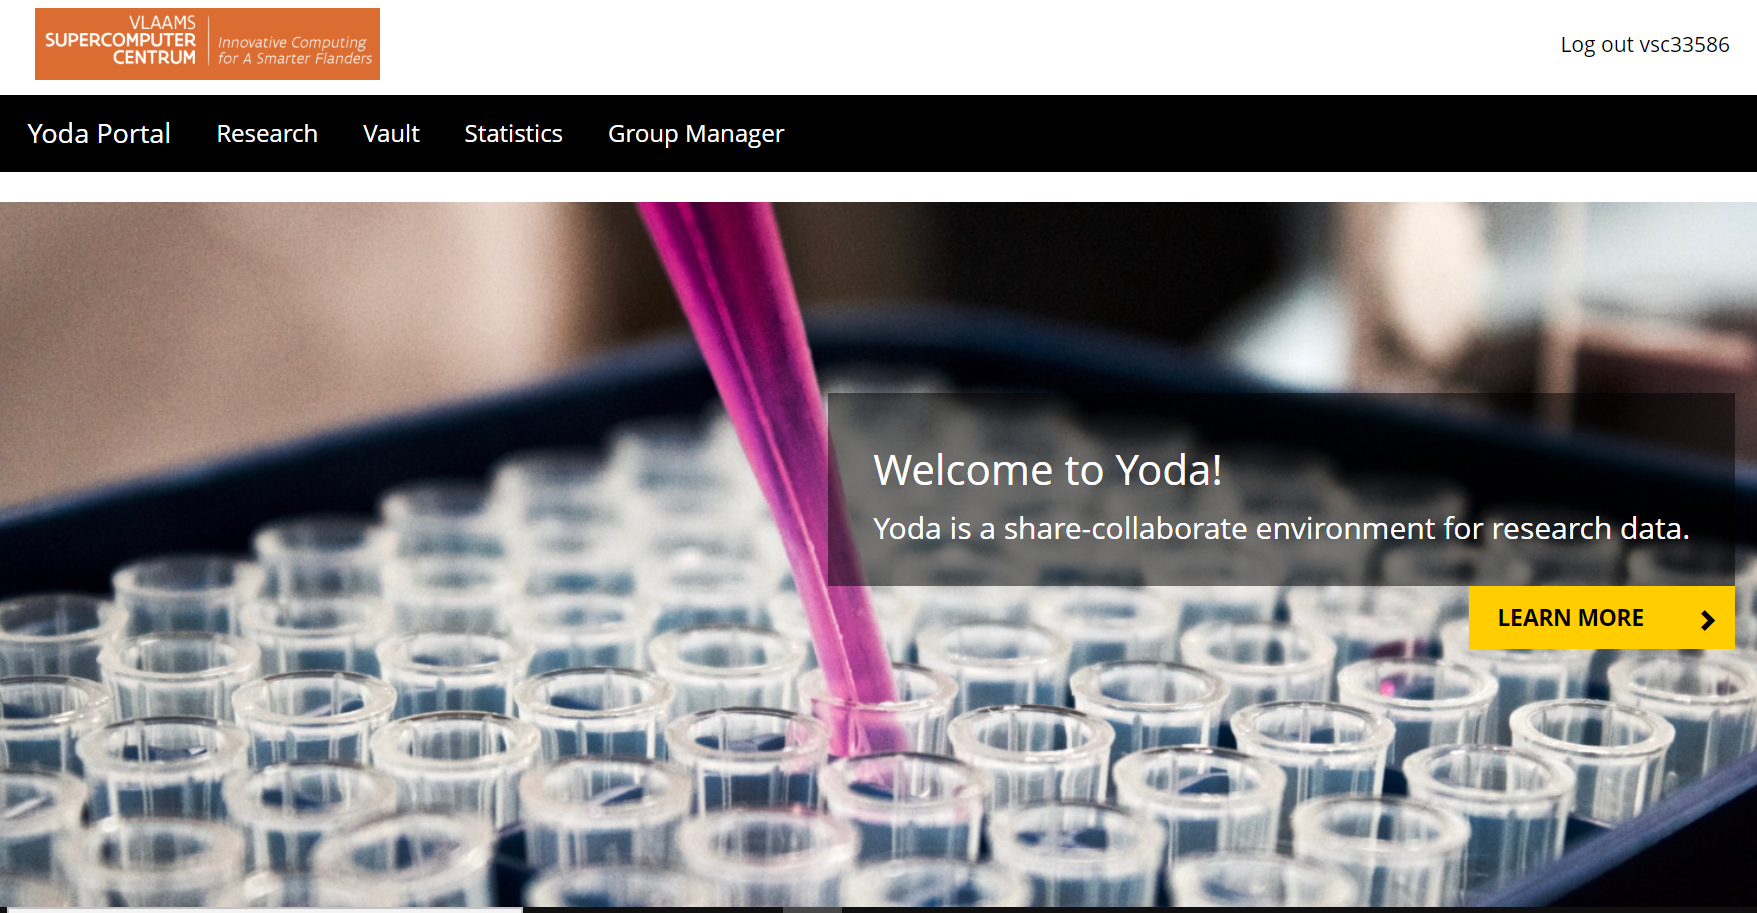 VLAAMS
SUPERCOMPUTER
CENTRUM
Innovative Computing
for A Smarter Flanders
Log out vsc33586
Yoda Portal Research Vault Statistics Group Manager
Welcome to Yoda!
Yoda is a share-collaborate environment for research data.
LEARN MORE